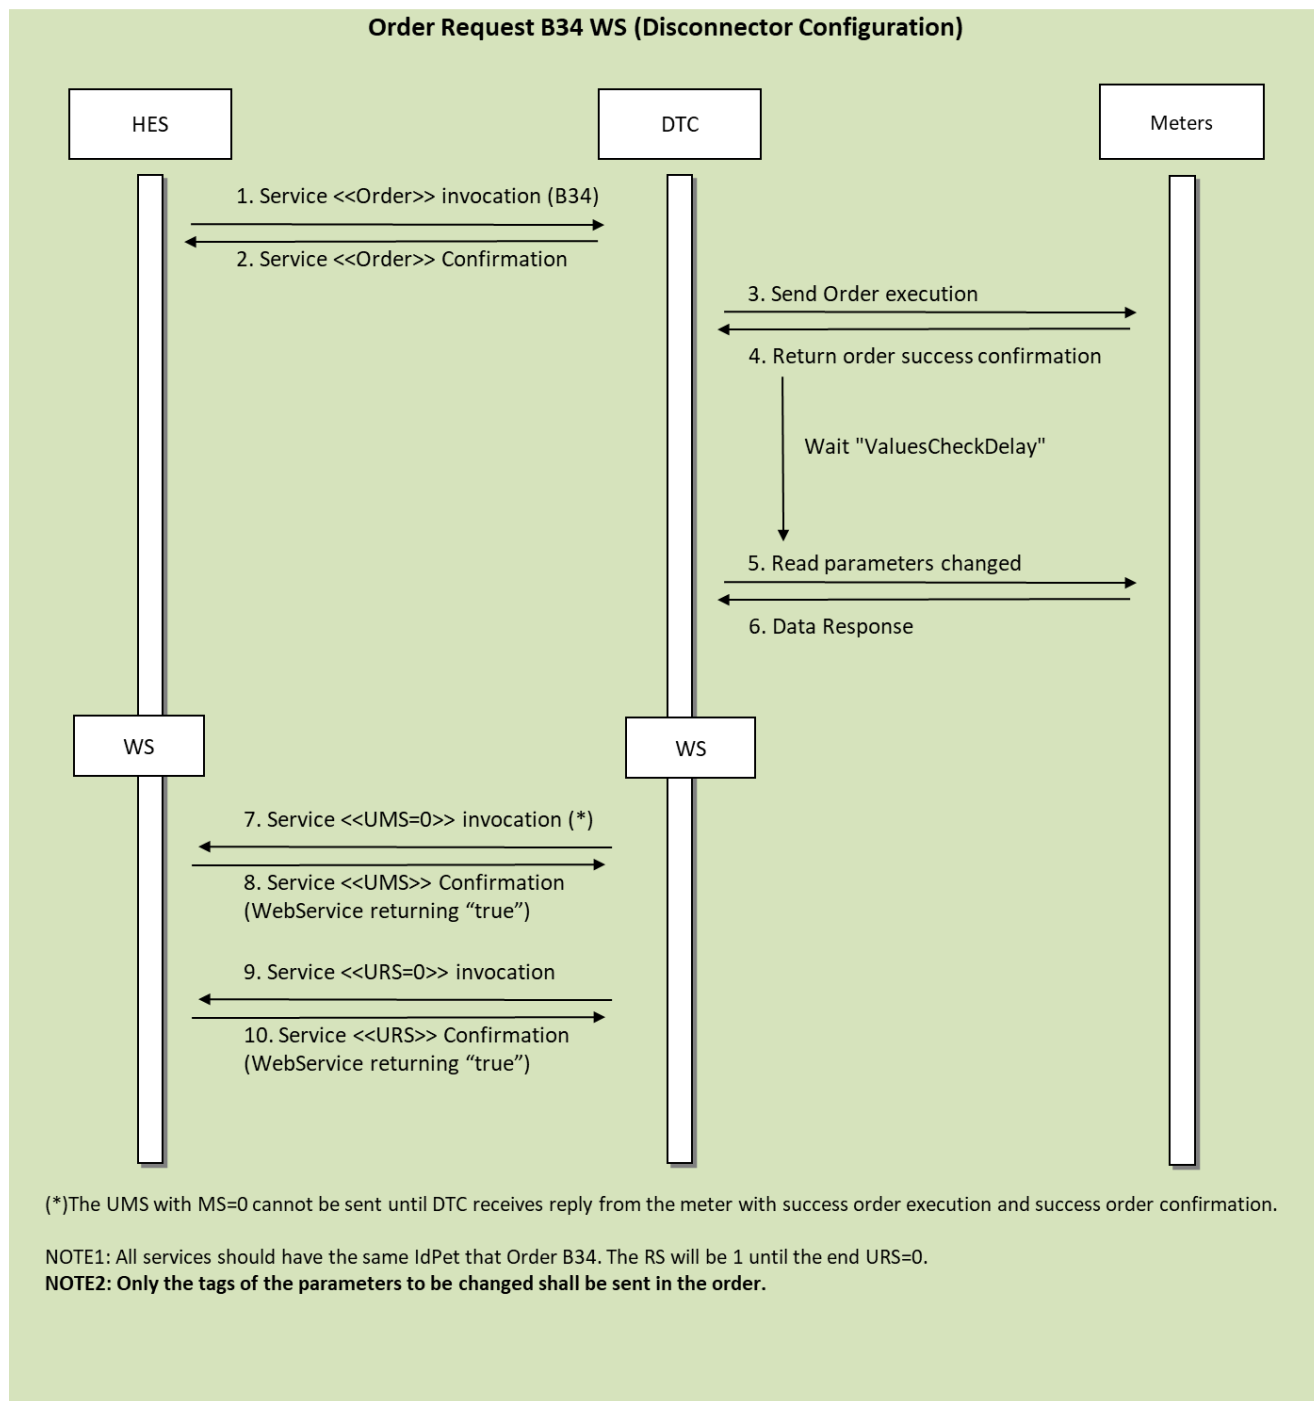 Order Request B34 WS (Disconnector Configuration)
HES
DTC
Meters
1. Service <<Order>> invocation (B34)
2. Service <<Order>> Confirmation
3. Send Order execution
4. Return order success confirmation
Wait "ValuesCheckDelay"
5. Read parameters changed
6. Data Response
WS
WS
7. Service <<UMS=0>> invocation (*)
8. Service <<UMS>> Confirmation
(WebService returning “true”)
9. Service <<URS=0>> invocation
10. Service <<URS>> Confirmation
(WebService returning “true”)
(*)The UMS with MS=0 cannot be sent until DTC receives reply from the meter with success order execution and success order confirmation.
NOTE1: All services should have the same IdPet that Order B34. The RS will be 1 until the end URS=0.
NOTE2: Only the tags of the parameters to be changed shall be sent in the order.